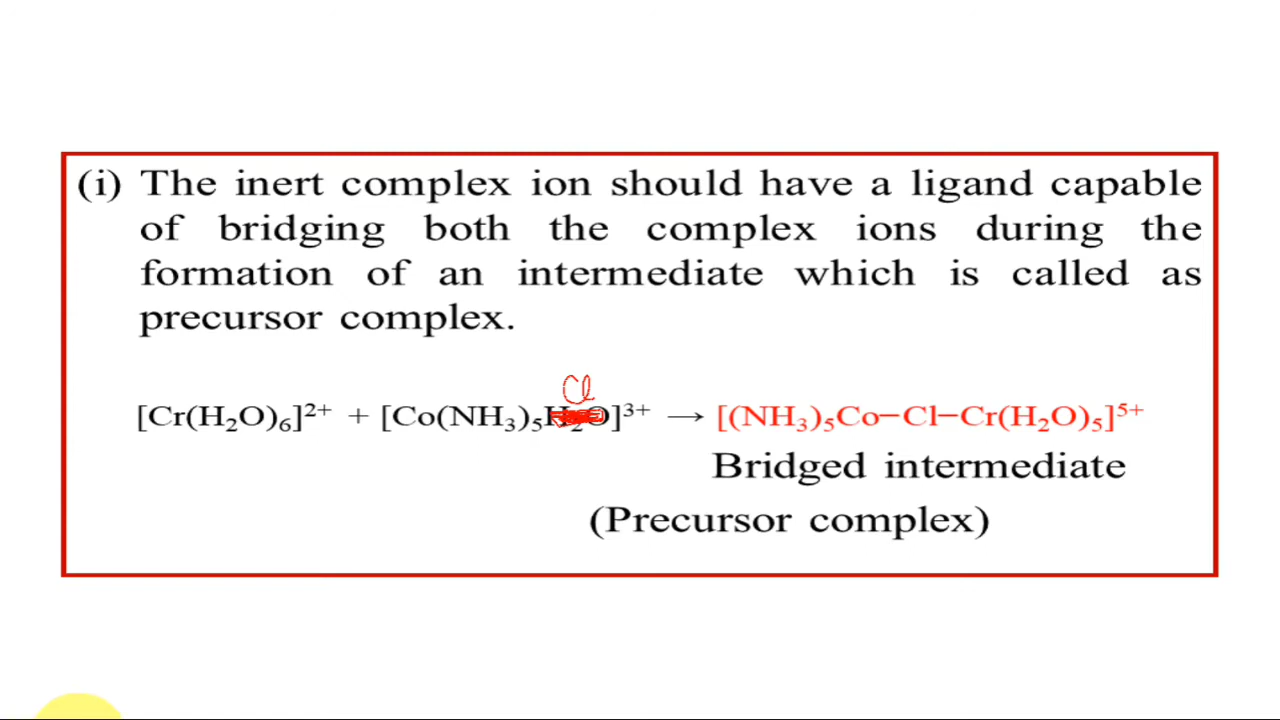 (i) The inert complex ion should have a ligand capable
of bridging both the complex ions during the
formation of an intermediate which is called as
precursor complex.
Cl
[Cr(H₂O)₆]²⁺ + [Co(NH₃)₅H₂O]³⁺ → [(NH₃)₅Co−Cl−Cr(H₂O)₅]⁵⁺
Bridged intermediate
(Precursor complex)